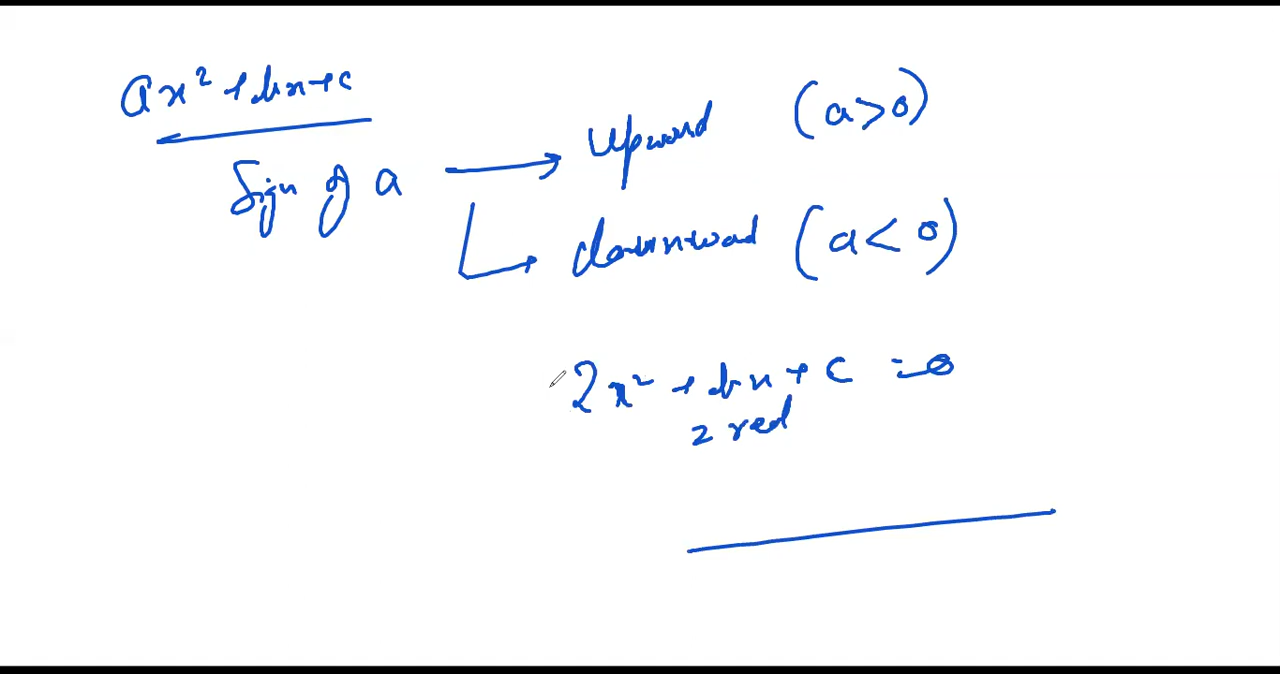 ax² + bx + c
Sign of a → upward (a > 0)
↳ downward (a < 0)
2x² + bx + c = 0
2 real